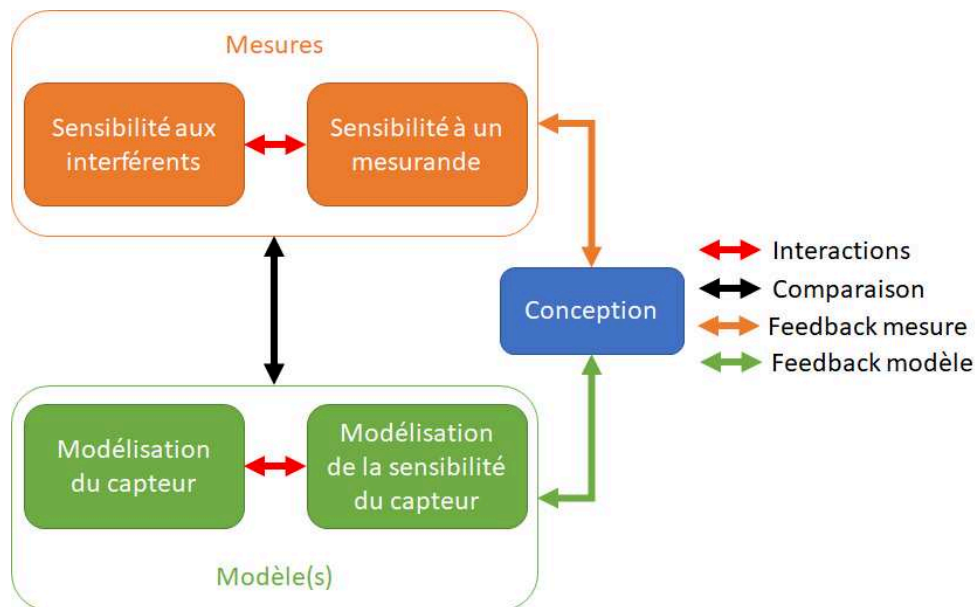 Mesures
Sensibilité aux
interférents
Sensibilité à un
mesurande
Conception
Interactions
Comparaison
Feedback mesure
Feedback modèle
Modélisation
du capteur
Modélisation
de la sensibilité
du capteur
Modèle(s)